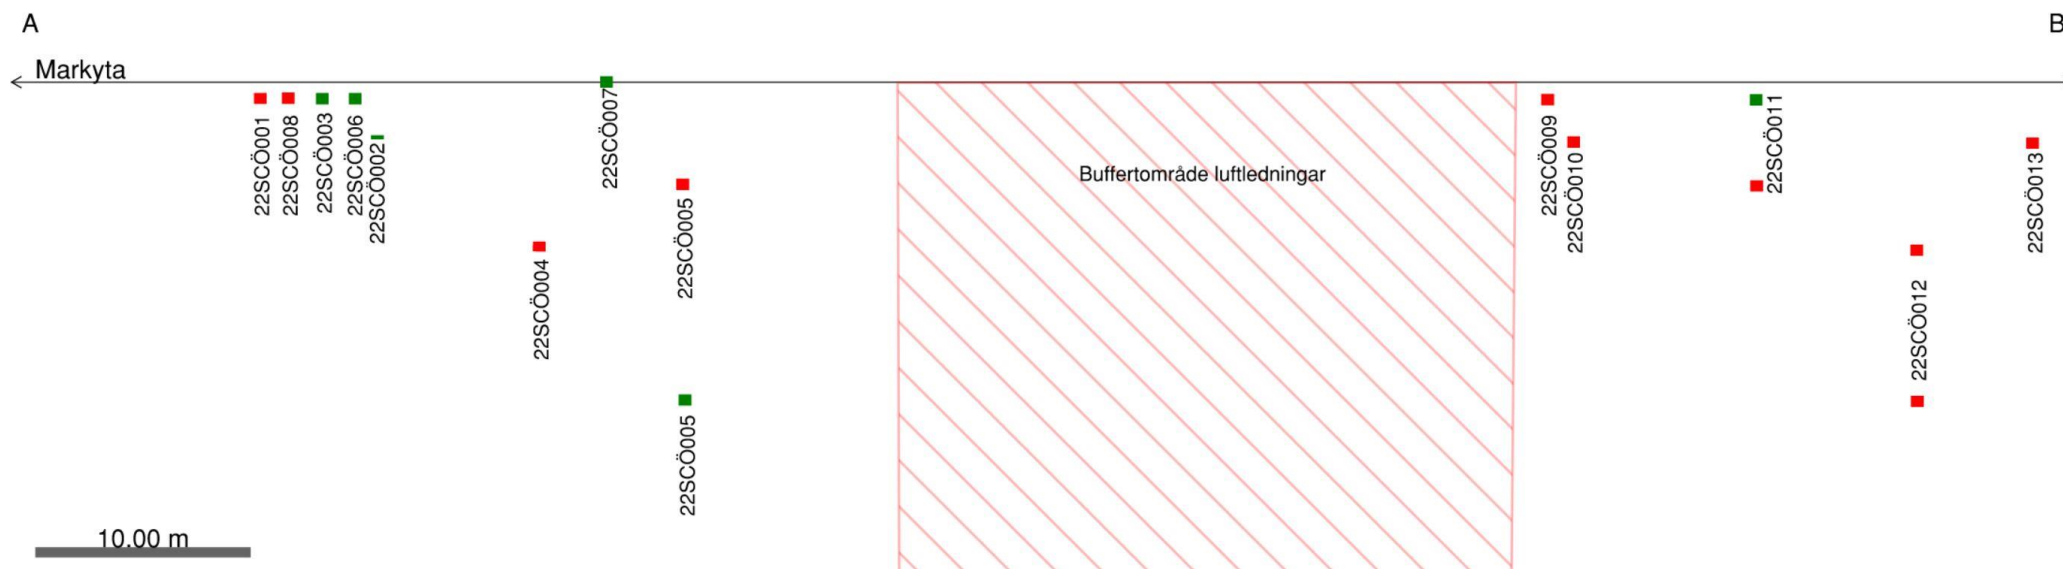 A
B
Markyta
22SCÖ001
22SCÖ008
22SCÖ003
22SCÖ006
22SCÖ002
22SCÖ004
22SCÖ007
22SCÖ005
22SCÖ005
Buffertområde luftledningar
22SCÖ009
22SCÖ010
22SCÖ011
22SCÖ012
22SCÖ013
10.00 m